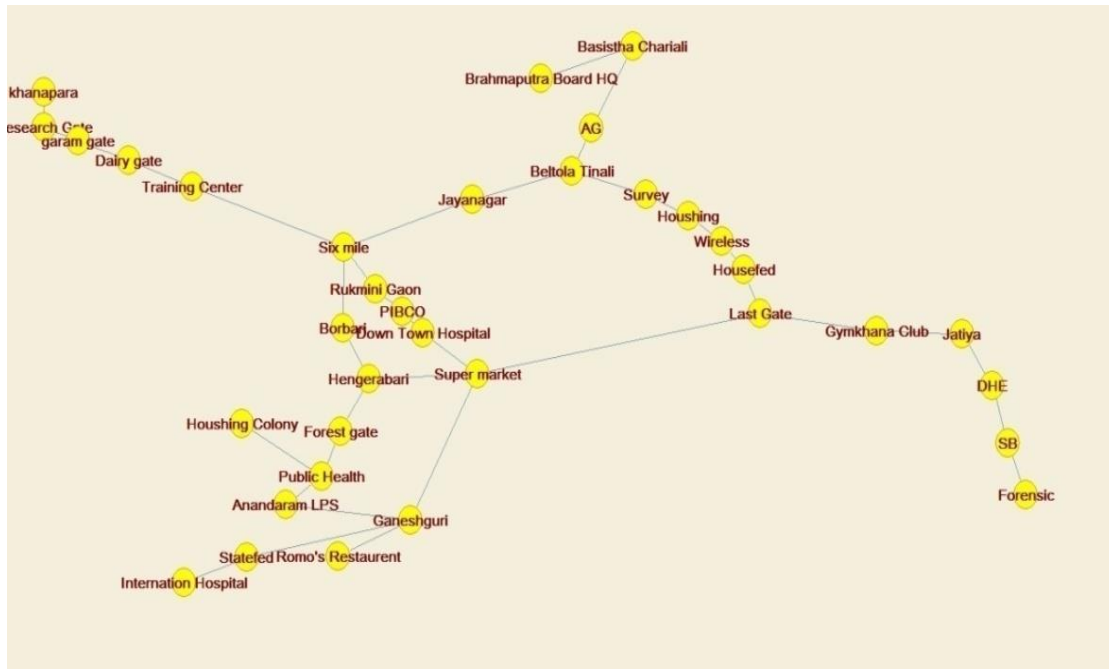 Basistha Chariali
Brahmaputra Board HQ
khanapara
esearch Gate
garam gate
AG
Dairy gate
Beltola Tinali
Training Center
Survey
Jayanagar
Houshing
Wireless
Six mile
Housefed
Rukmini Gaon
PIBCO
Last Gate
Borbari
Down Town Hospital
Gymkhana Club
Jatiya
Super market
Hengerabari
DHE
Houshing Colony
Forest gate
SB
Public Health
Forensic
Anandaram LPS
Ganeshguri
Statefed
Romo's Restaurent
Internation Hospital